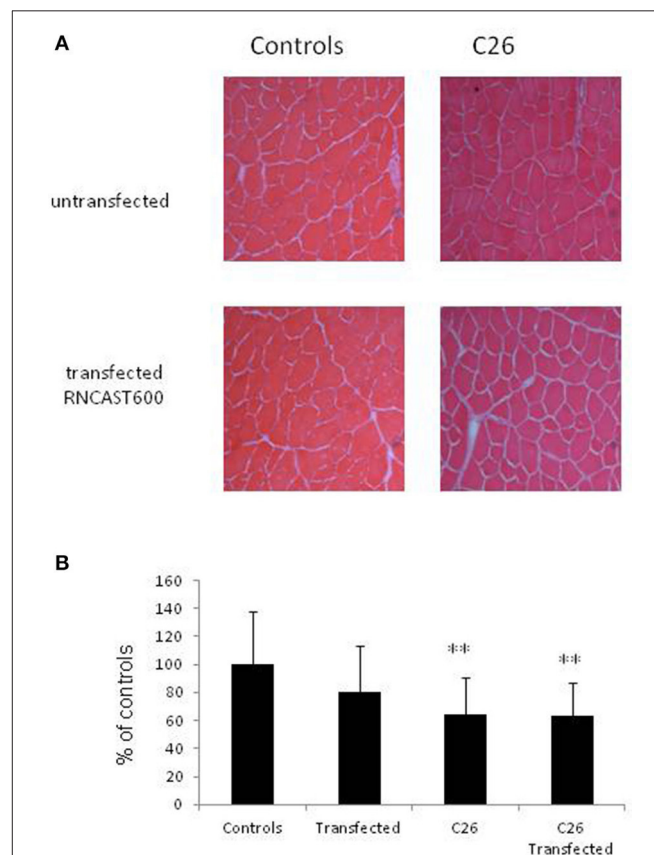 A
Controls
C26
untransfected
transfected
RNCAST600
B
160
140
120
100
80
60
40
20
0
% of controls
**
**
Controls
Transfected
C26
C26
Transfected